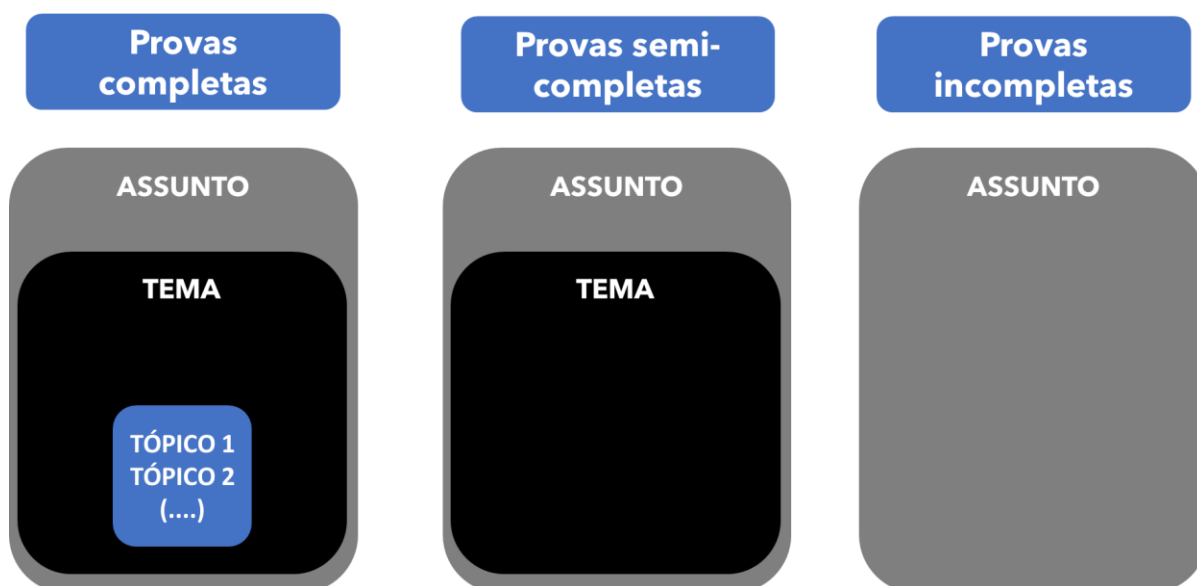 Provas
completas
ASSUNTO
TEMA
TÓPICO 1
TÓPICO 2
(....)
Provas semi-
completas
ASSUNTO
TEMA
Provas
incompletas
ASSUNTO